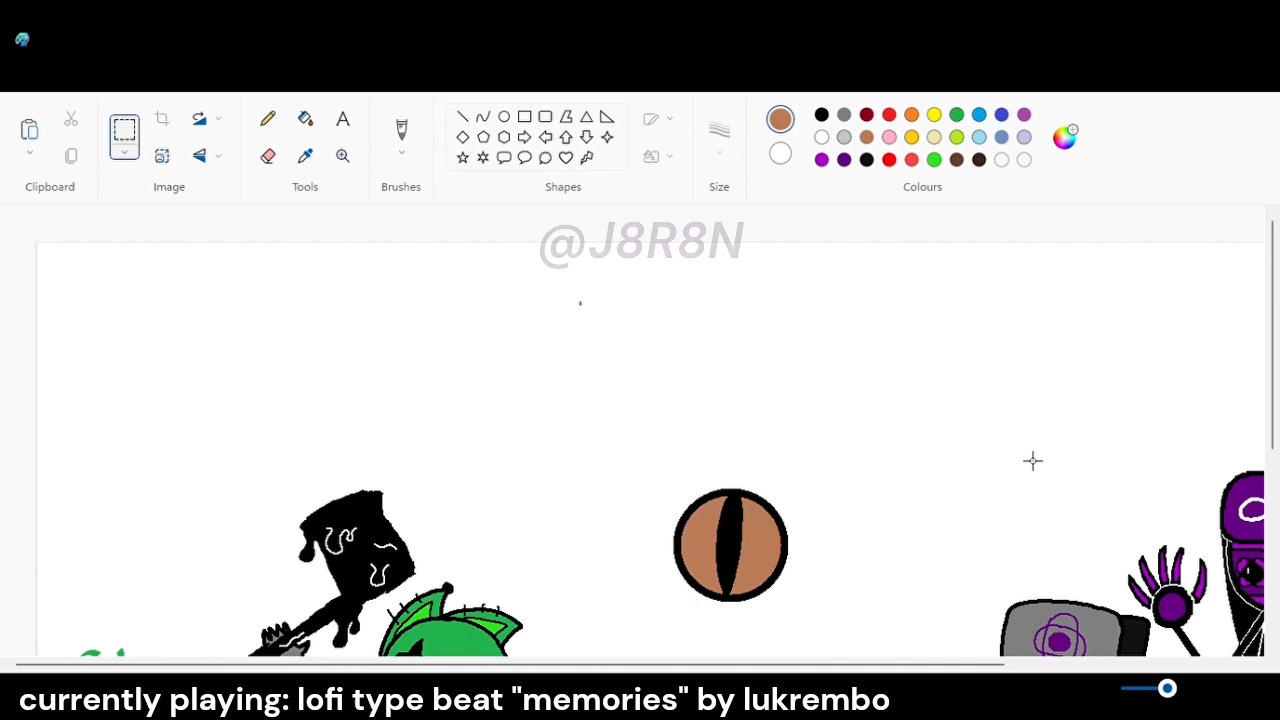 Clipboard
Image
Tools
Brushes
Shapes
Size
Colours
@J8R8N
currently playing: lofi type beat "memories" by lukrembo